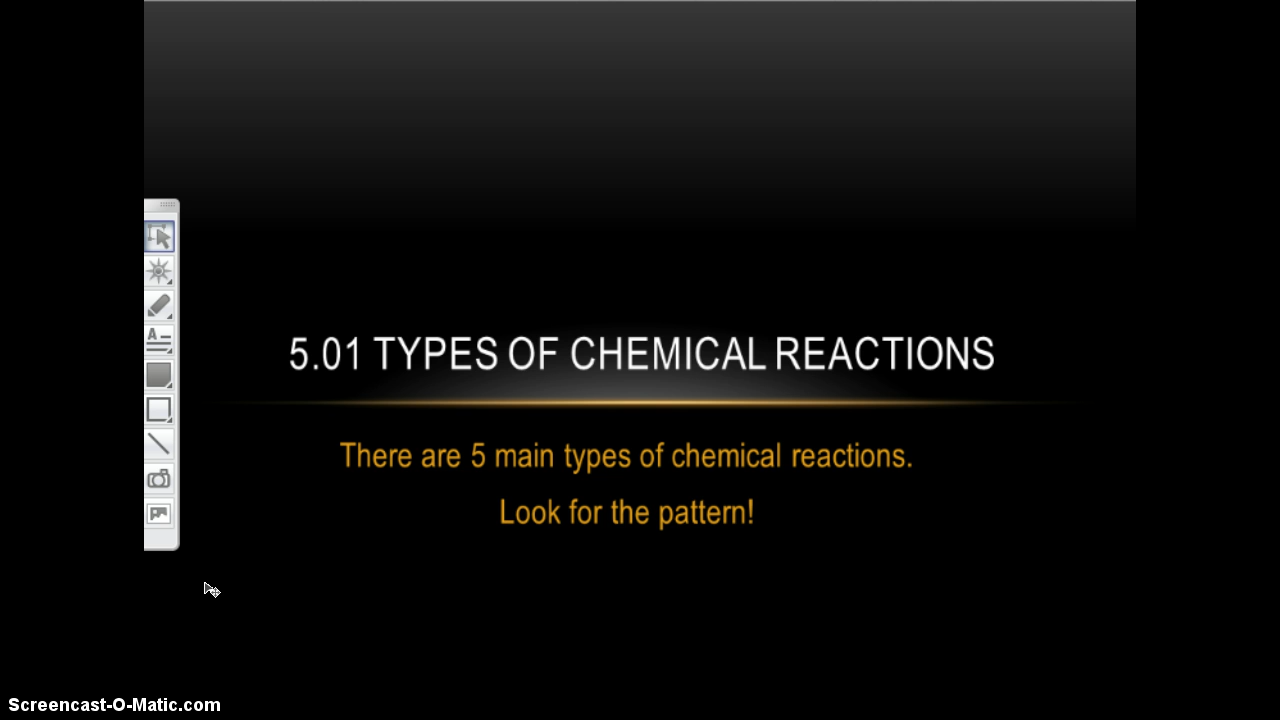 5.01 TYPES OF CHEMICAL REACTIONS
There are 5 main types of chemical reactions.
Look for the pattern!
Screencast-O-Matic.com